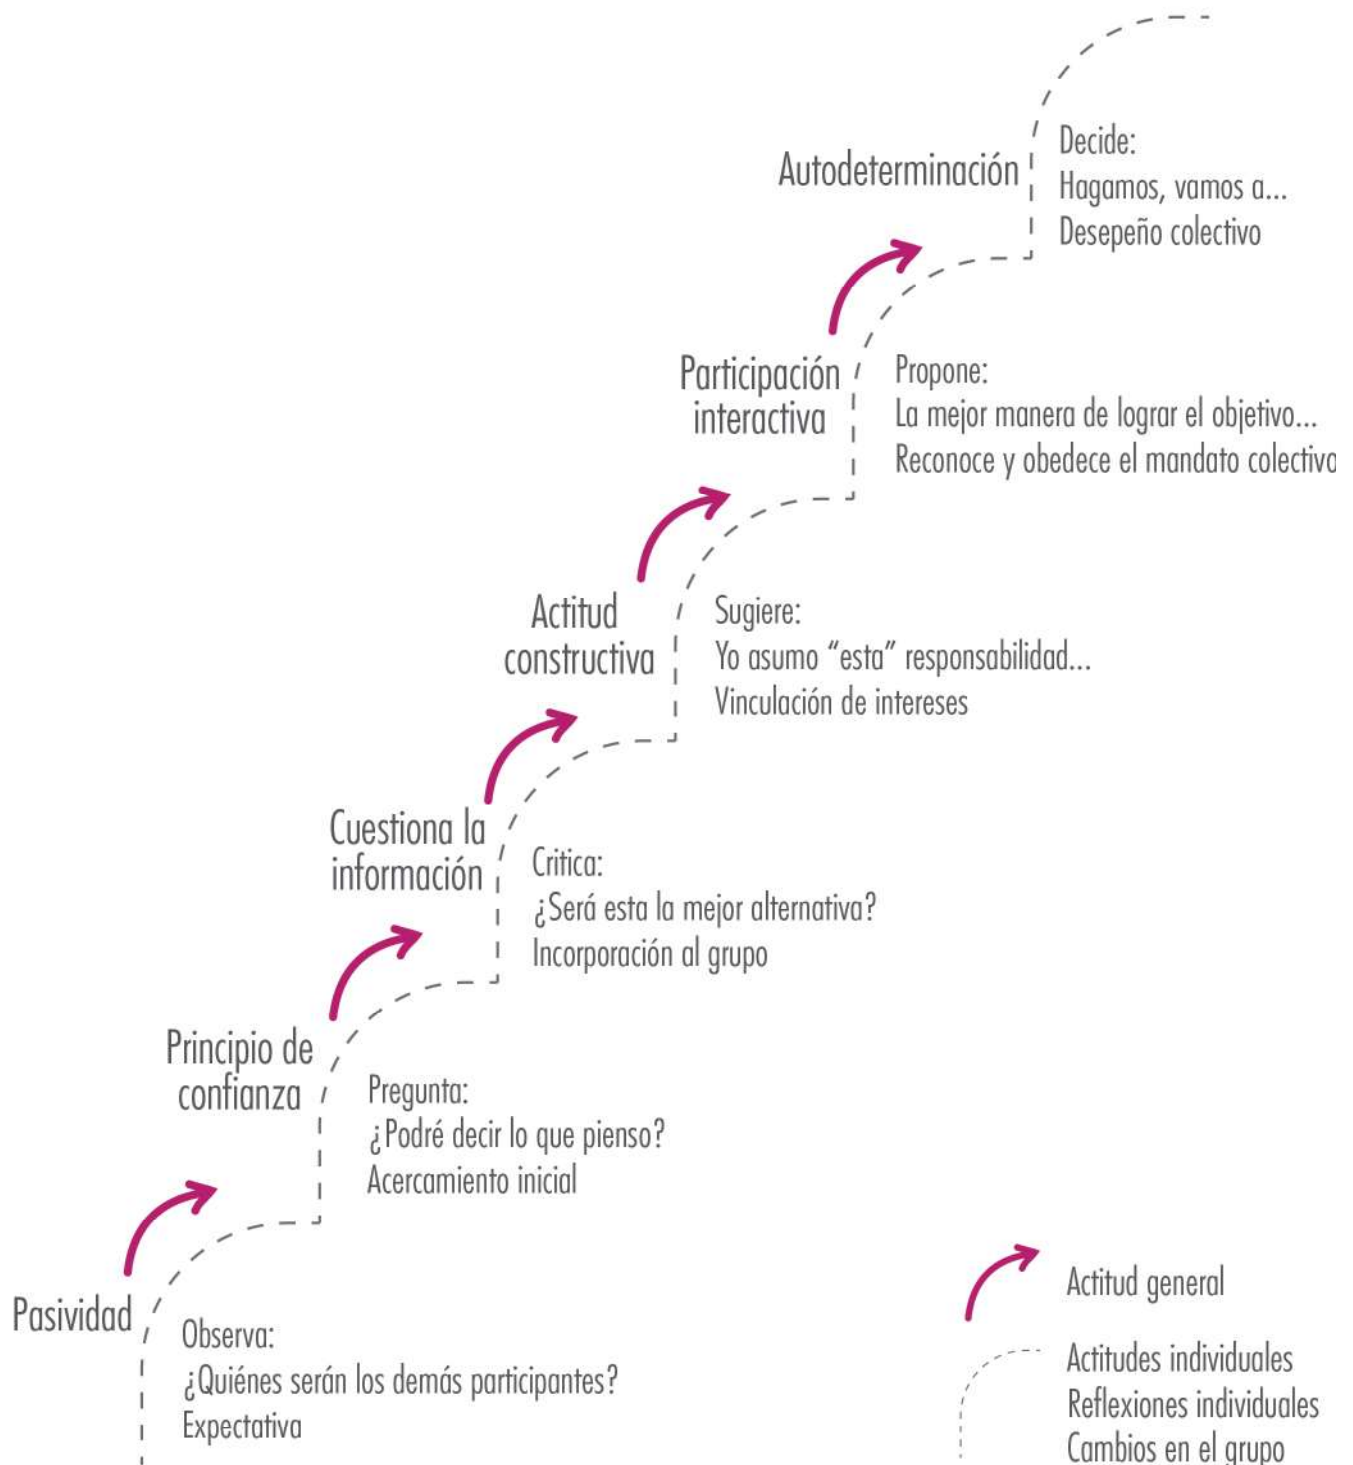 Autodeterminación
Decide:
Hagamos, vamos a...
Desepeño colectivo
Participación
interactiva
Propone:
La mejor manera de lograr el objetivo...
Reconoce y obedece el mandato colectivo
Actitud
constructiva
Sugiere:
Yo asumo “esta” responsabilidad...
Vinculación de intereses
Cuestiona la
información
Critica:
¿Será esta la mejor alternativa?
Incorporación al grupo
Principio de
confianza
Pregunta:
¿Podré decir lo que pienso?
Acercamiento inicial
Pasividad
Observa:
¿Quiénes serán los demás participantes?
Expectativa
Actitud general
Actitudes individuales
Reflexiones individuales
Cambios en el grupo